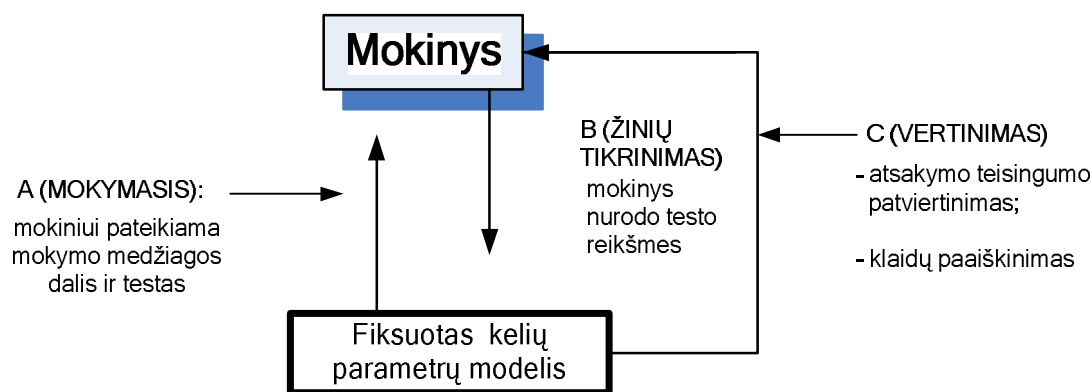 Mokinys
A (MOKYMASIS):
mokiniui pateikiama
mokymo medžiagos
dalis ir testas
B (ŽINIŲ
TIKRINIMAS)
mokinys
nurodo testo
reikšmes
C (VERTINIMAS)
- atsakymo teisingumo
patvirtinimas;
- klaidų paaiškinimas
Fiksuotas kelių
parametrų modelis